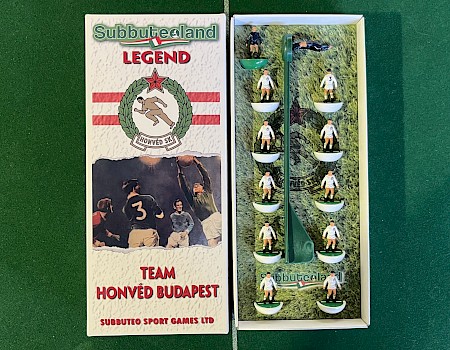 Subbuteoland
LEGEND
HONVÉD SE
3
TEAM
HONVÉD BUDAPEST
SUBBUTEO SPORT GAMES LTD
Subbuteoland